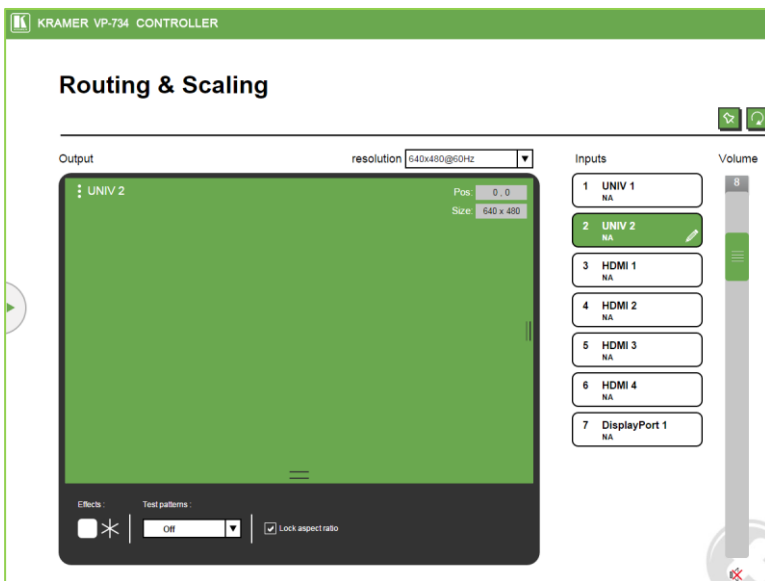 KRAMER VP-734 CONTROLLER
Routing & Scaling
Output
resolution
640x480@60Hz
Inputs
Volume
UNIV 2
Pos: 0 , 0
Size: 640 x 480
1 UNIV 1
NA
2 UNIV 2
NA
3 HDMI 1
NA
4 HDMI 2
NA
5 HDMI 3
NA
6 HDMI 4
NA
7 DisplayPort 1
NA
8
Effects :
Test patterns :
Off
Lock aspect ratio